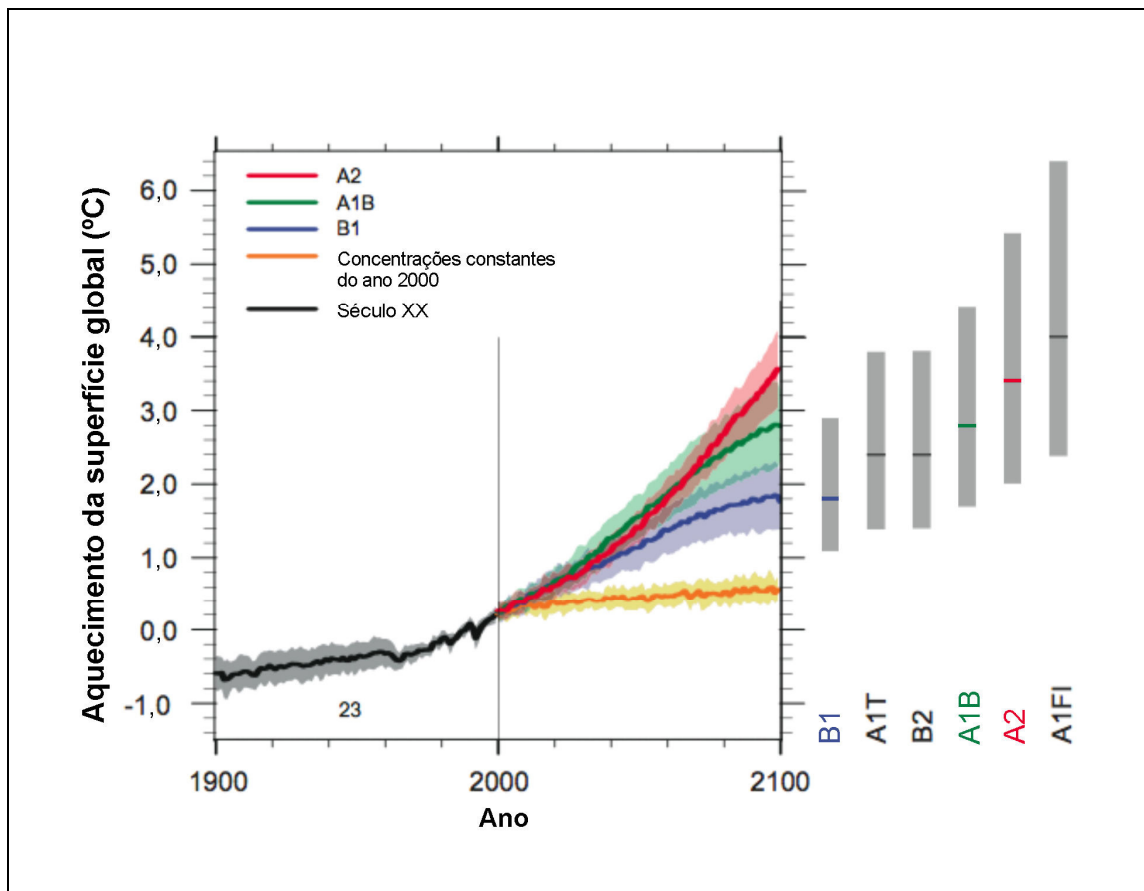 Aquecimento da superfície global (ºC)
6,0
5,0
4,0
3,0
2,0
1,0
0,0
-1,0
A2
A1B
B1
Concentrações constantes
do ano 2000
Século XX
23
1900
2000
2100
Ano
B1
A1T
B2
A1B
A2
A1FI